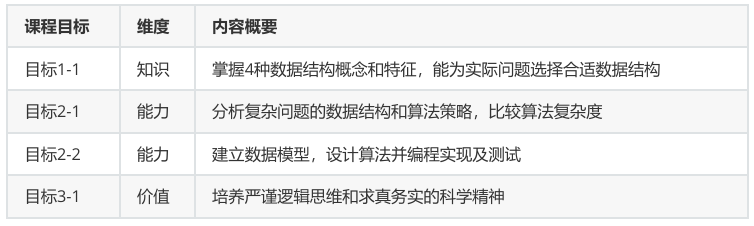 课程目标 维度 内容概要
目标1-1 知识 掌握4种数据结构概念和特征，能为实际问题选择合适数据结构
目标2-1 能力 分析复杂问题的数据结构和算法策略，比较算法复杂度
目标2-2 能力 建立数据模型，设计算法并编程实现及测试
目标3-1 价值 培养严谨逻辑思维和求真务实的科学精神